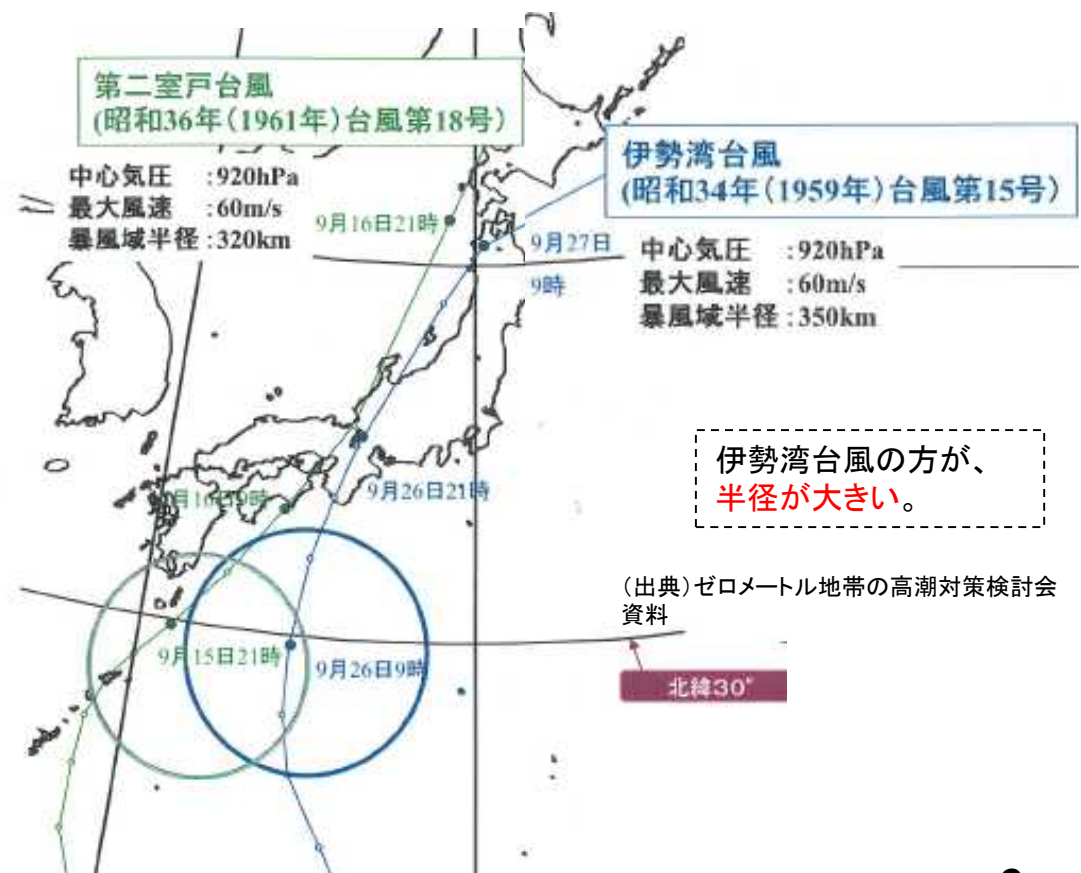 第二室戸台風
(昭和36年(1961年)台風第18号)
中心気圧 :920hPa
最大風速 :60m/s
暴風域半径:320km
伊勢湾台風
(昭和34年(1959年)台風第15号)
中心気圧 :920hPa
最大風速 :60m/s
暴風域半径:350km
9月16日21時
9月27日
9時
伊勢湾台風の方が、
半径が大きい。
9月26日21時
月16日9時
(出典)ゼロメートル地帯の高潮対策検討会
資料
9月15日21時
9月26日9時
北緯30°